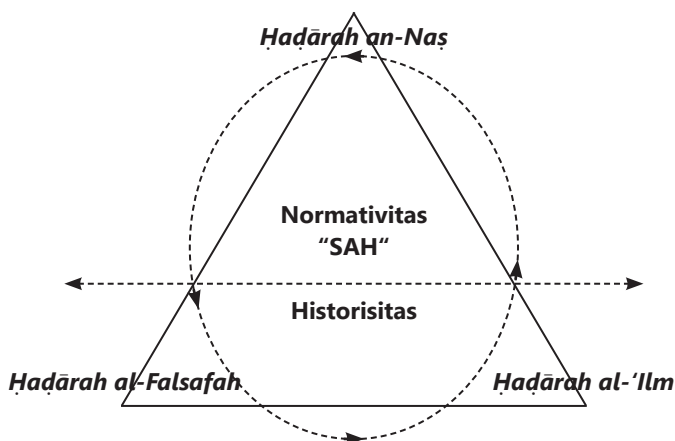 Ḥaḍārah an-Naṣ
Normativitas
“SAH“
Historisitas
Ḥaḍārah al-Falsafah
Ḥaḍārah al-‘Ilm